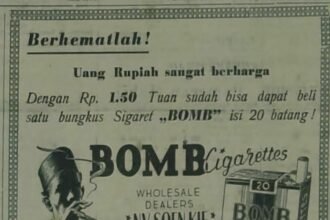 Berhematlah!
Uang Rupiah sangat berharga
Dengan Rp. 1.50 Tuan sudah bisa dapat beli
satu bungkus Sigaret „BOMB" isi 20 batang!
BOMB Cigarettes
WHOLESALE
DEALERS
20
BOMB